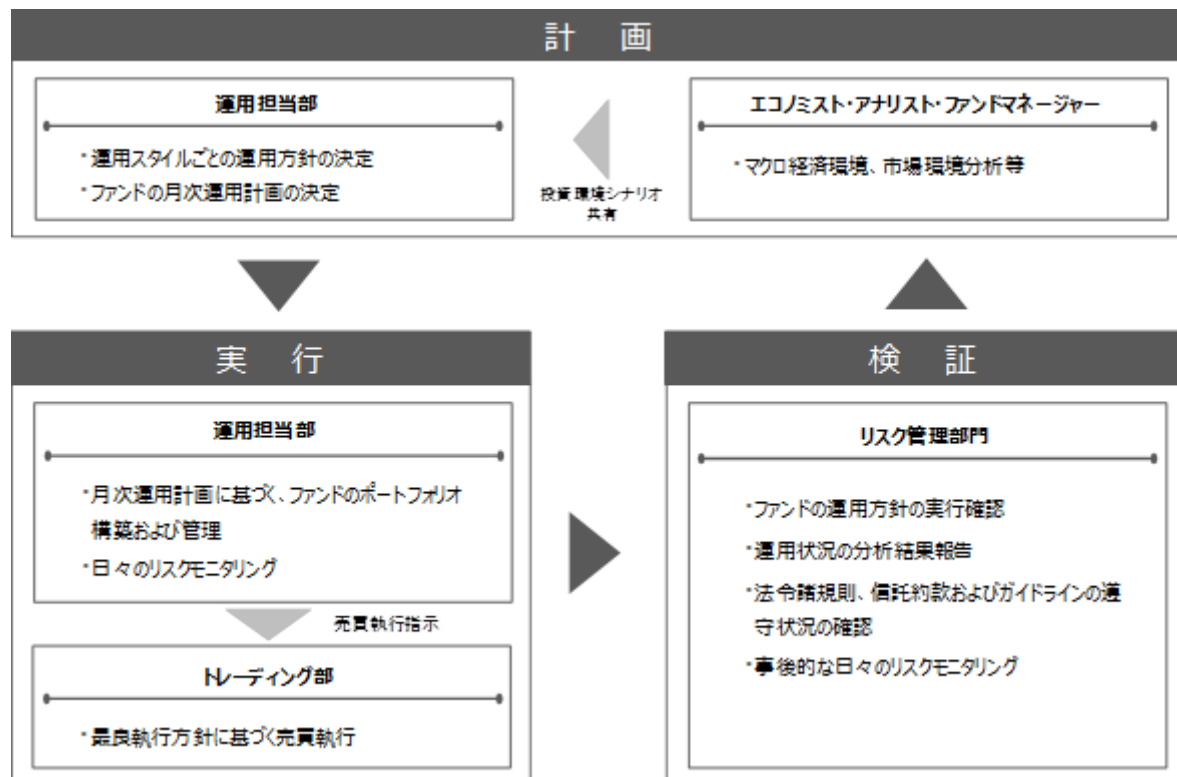 計 画
運用担当部
・運用スタイルごとの運用方針の決定
・ファンドの月次運用計画の決定
投資環境シナリオ
共有
エコノミスト・アナリスト・ファンドマネージャー
・マクロ経済環境、市場環境分析等
実 行
運用担当部
・月次運用計画に基づく、ファンドのポートフォリオ
構築および管理
・日々のリスクモニタリング
売買執行指示
トレーディング部
・最良執行方針に基づく売買執行
検 証
リスク管理部門
・ファンドの運用方針の実行確認
・運用状況の分析結果報告
・法令諸規則、信託約款およびガイドラインの遵
守状況の確認
・事後的な日々のリスクモニタリング